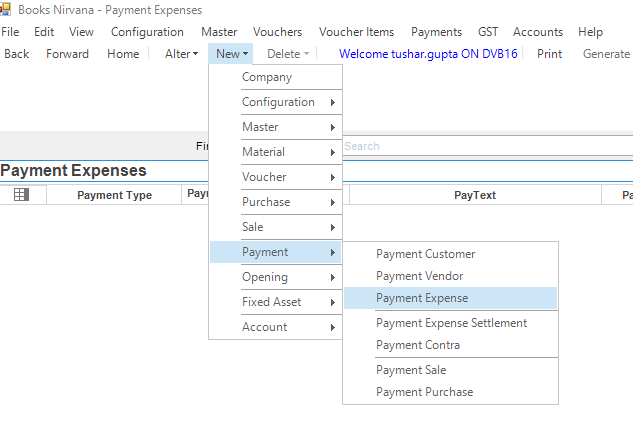 Books Nirvana - Payment Expenses
File Edit View Configuration Master Vouchers Voucher Items Payments GST Accounts Help
Back Forward Home Alter New Delete Welcome tushar.gupta ON DVB16 Print Generate
Company
Configuration
Master
Search
Material
Payment Expenses
Voucher
Payment Type PayText
Purchase
Sale
Payment
Payment Customer
Opening
Payment Vendor
Fixed Asset
Payment Expense
Account
Payment Expense Settlement
Payment Contra
Payment Sale
Payment Purchase